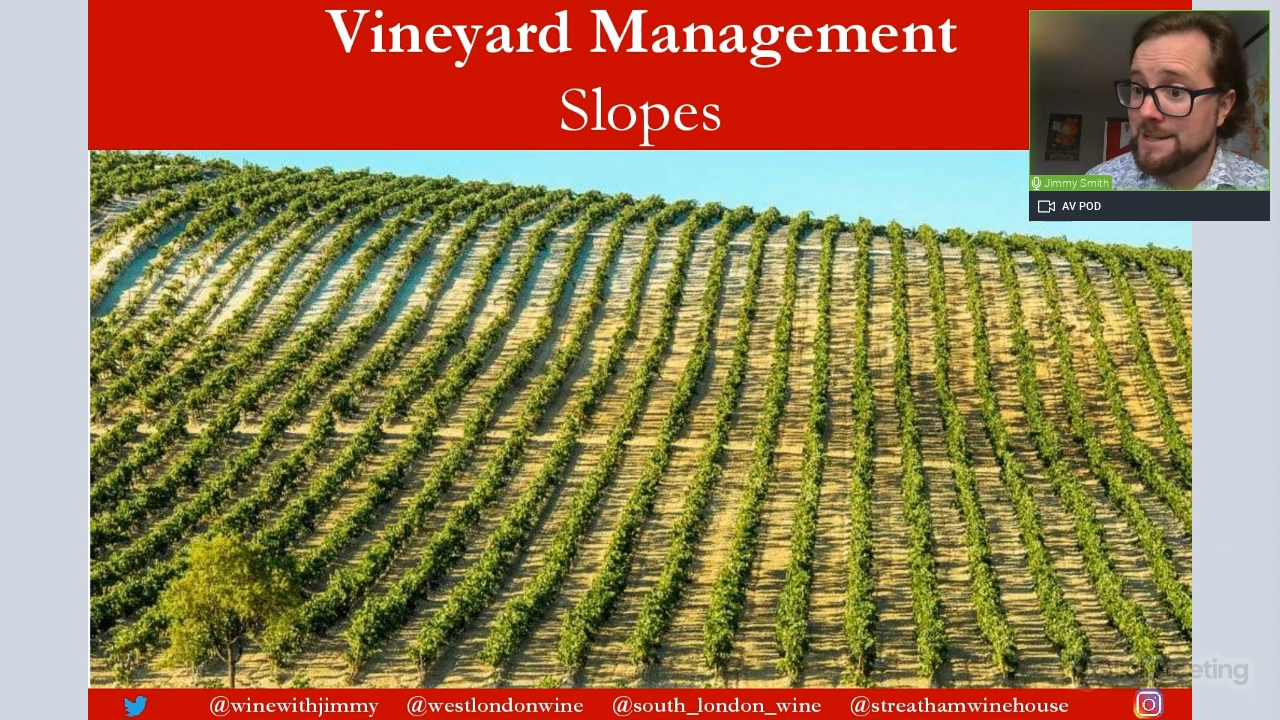 Vineyard Management
Slopes
Jimmy Smith
AV POD
@winewithjimmy @westlondonwine @south_london_wine @streathamwinehouse